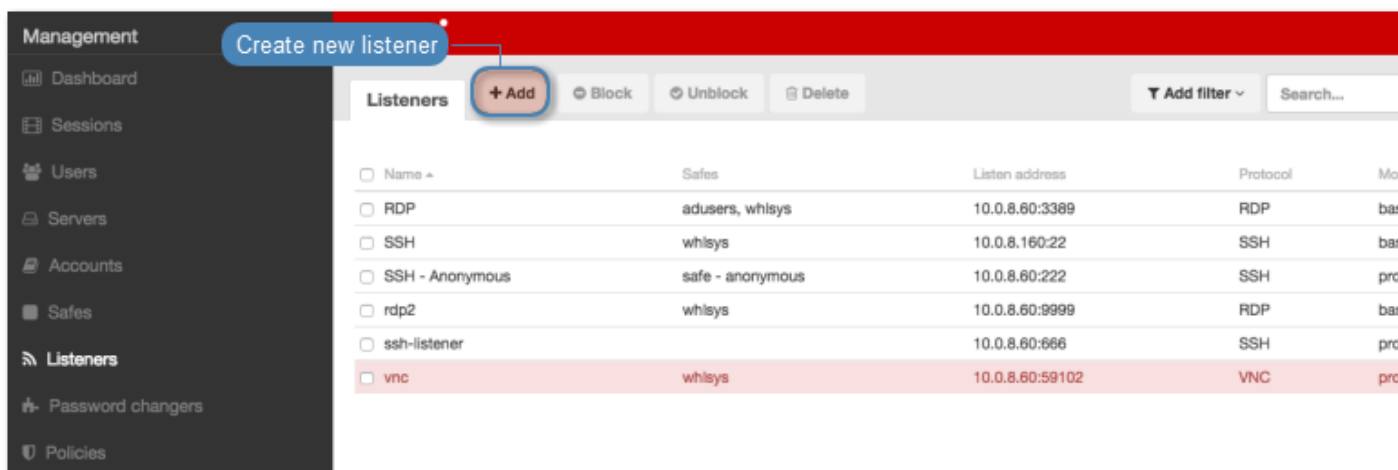 Management
Create new listener
Dashboard
Listeners + Add Block Unblock Delete Add filter Search...
Sessions
Users
Name Safes Listen address Protocol
RDP adusers, whlsys 10.0.8.60:3389 RDP
Servers
SSH whlsys 10.0.8.160:22 SSH
Accounts
SSH - Anonymous safe - anonymous 10.0.8.60:222 SSH
Safes
rdp2 whlsys 10.0.8.60:9999 RDP
Listeners
ssh-listener 10.0.8.60:666 SSH
vnc whlsys 10.0.8.60:59102 VNC
Password changers
Policies